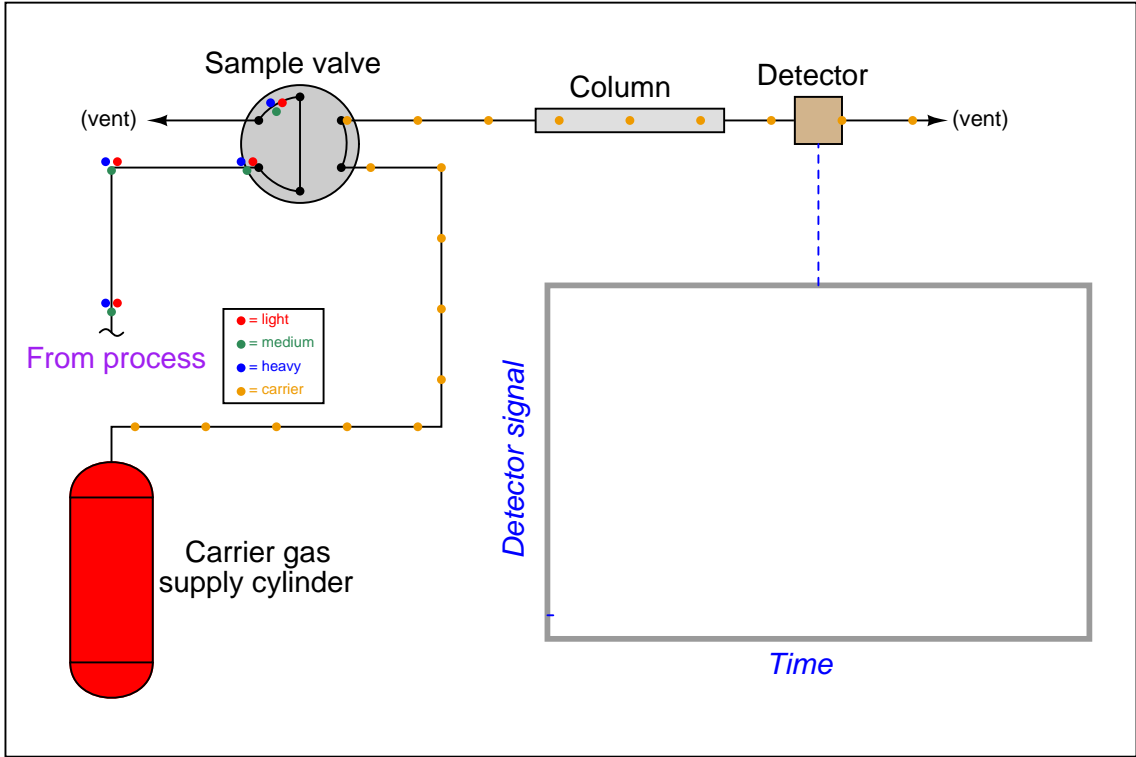 Sample valve
Column
Detector
(vent)
(vent)
= light
= medium
= heavy
= carrier
From process
Detector signal
Carrier gas
supply cylinder
Time